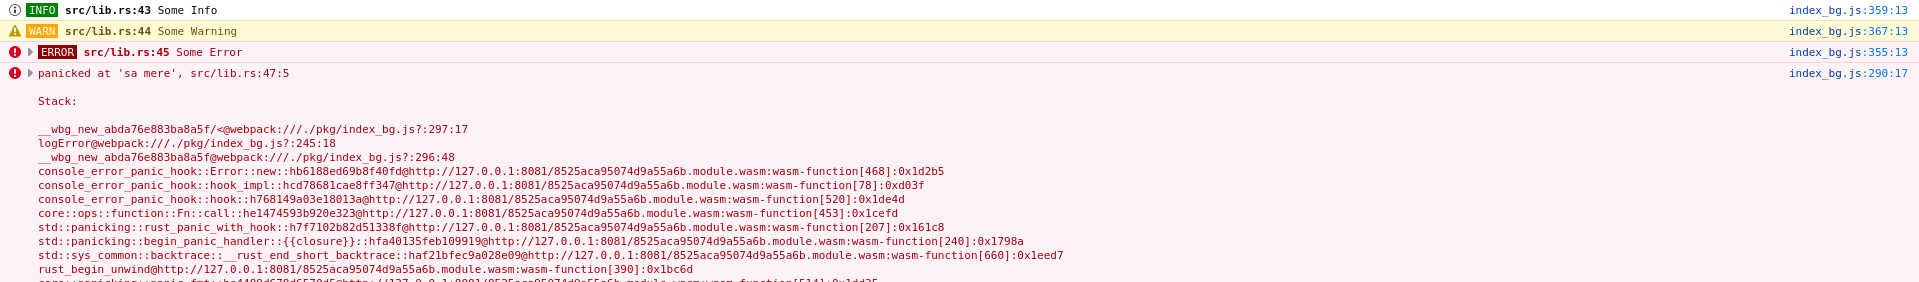 INFO src/lib.rs:43 Some Info index_bg.js:359:13
WARN src/lib.rs:44 Some Warning index_bg.js:367:13
ERROR src/lib.rs:45 Some Error index_bg.js:355:13
panicked at 'sa mere', src/lib.rs:47:5 index_bg.js:290:17
Stack:
__wbg_new_abda76e883ba8a5f/<@webpack:///./pkg/index_bg.js?:297:17
logError@webpack:///./pkg/index_bg.js?:245:18
__wbg_new_abda76e883ba8a5f@webpack:///./pkg/index_bg.js?:296:48
console_error_panic_hook::Error::new::hb6188ed69b8f40fd@http://127.0.0.1:8081/8525aca95074d9a55a6b.module.wasm:wasm-function[468]:0x1d2b5
console_error_panic_hook::hook_impl::hcd78681cae8ff347@http://127.0.0.1:8081/8525aca95074d9a55a6b.module.wasm:wasm-function[78]:0xd03f
console_error_panic_hook::hook::h768149a03e18013a@http://127.0.0.1:8081/8525aca95074d9a55a6b.module.wasm:wasm-function[520]:0x1de4d
core::ops::function::Fn::call::he1474593b920e323@http://127.0.0.1:8081/8525aca95074d9a55a6b.module.wasm:wasm-function[453]:0x1cefd
std::panicking::rust_panic_with_hook::h7f7102b82d51338f@http://127.0.0.1:8081/8525aca95074d9a55a6b.module.wasm:wasm-function[207]:0x161c8
std::panicking::begin_panic_handler::{{closure}}::hfa40135feb109919@http://127.0.0.1:8081/8525aca95074d9a55a6b.module.wasm:wasm-function[240]:0x1798a
std::sys_common::backtrace::__rust_end_short_backtrace::haf21bfec9a028e09@http://127.0.0.1:8081/8525aca95074d9a55a6b.module.wasm:wasm-function[660]:0x1eed7
rust_begin_unwind@http://127.0.0.1:8081/8525aca95074d9a55a6b.module.wasm:wasm-function[390]:0x1bc6d